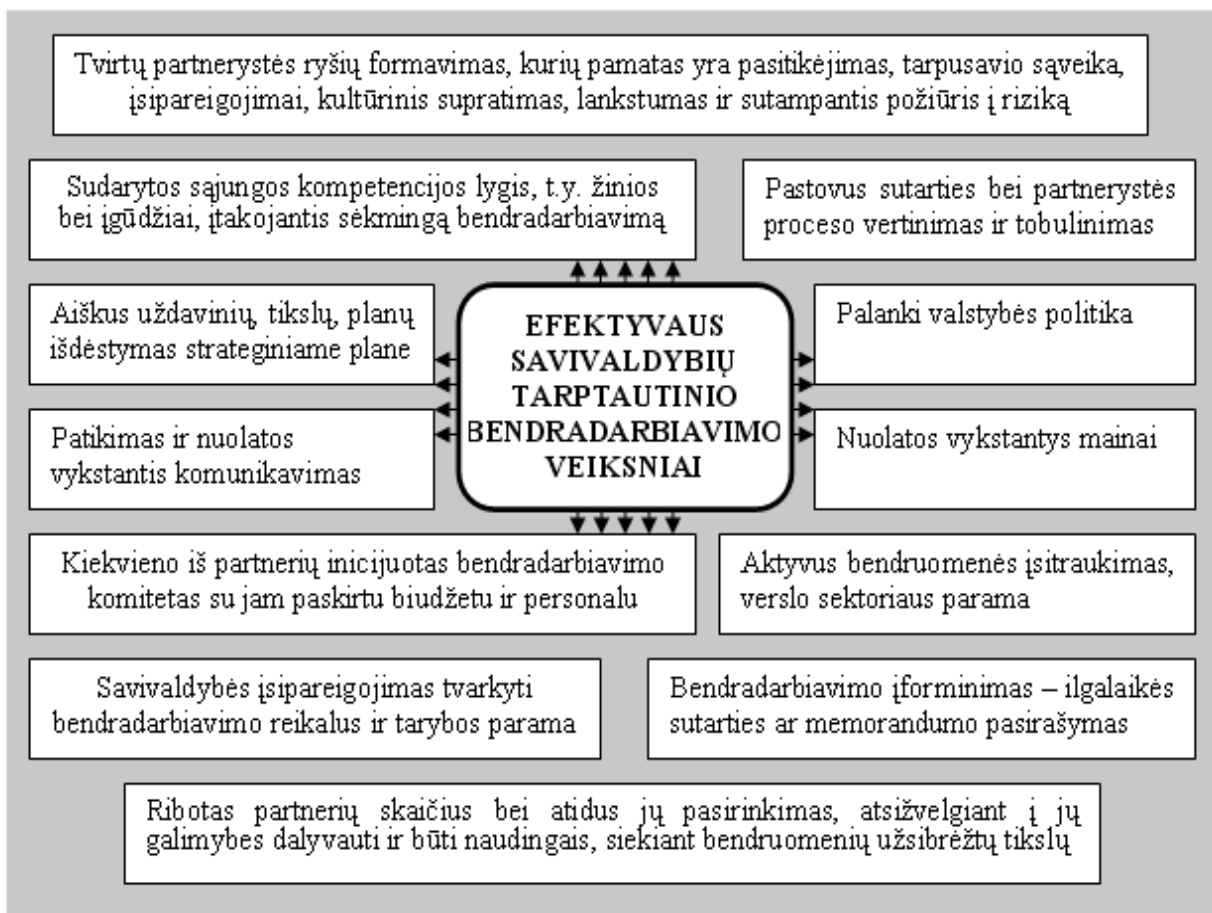 Tvirtų partnerystės ryšių formavimas, kurių pamatas yra pasitikėjimas, tarpusavio sąveika,
įsipareigojimai, kultūrinis supratimas, lankstumas ir sutampantis požiūris į riziką
Sudarytos sąjungos kompetencijos lygis, t.y. žinios
bei įgūdžiai, įtakojantis sėkmingą bendradarbiavimą
Pastovus sutarties bei partnerystės
proceso vertinimas ir tobulinimas
Aiškus uždavinių, tikslų, planų
išdėstymas strateginiame plane
EFEKTYVAUS
SAVIVALDYBIŲ
TARPTAUTINIO
BENDRADARBIAVIMO
VEIKSNIAI
Palanki valstybės politika
Patikimas ir nuolatos
vykstantis komunikavimas
Nuolatos vykstantys mainai
Kiekvieno iš partnerių inicijuotas bendradarbiavimo
komitetas su jam paskirtu biudžetu ir personalu
Aktyvus bendruomenės įsitraukimas,
verslo sektoriaus parama
Savivaldybės įsipareigojimas tvarkyti
bendradarbiavimo reikalus ir tarybos parama
Bendradarbiavimo įforminimas – ilgalaikės
sutarties ar memorandumo pasirašymas
Ribotas partnerių skaičius bei atidus jų pasirinkimas, atsižvelgiant į jų
galimybes dalyvauti ir būti naudingais, siekiant bendruomenių užsibrėžtų tikslų